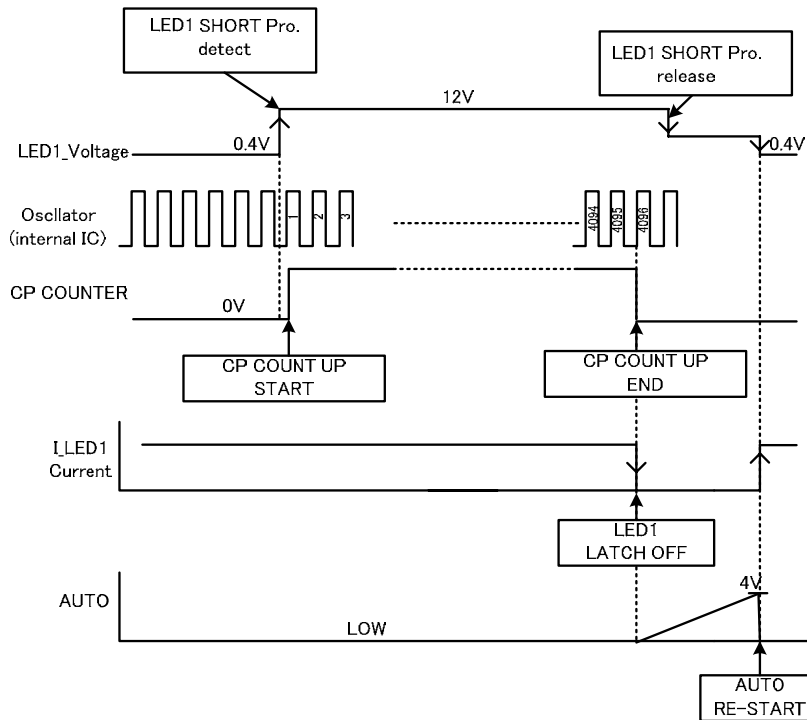 LED1 SHORT Pro.
detect
LED1 SHORT Pro.
release
12V
LED1_Voltage
0.4V
0.4V
Oscllator
(internal IC)
1
2
3
4094
4095
4096
CP COUNTER
0V
CP COUNT UP
START
CP COUNT UP
END
I_LED1
Current
LED1
LATCH OFF
AUTO
LOW
4V
AUTO
RE-START